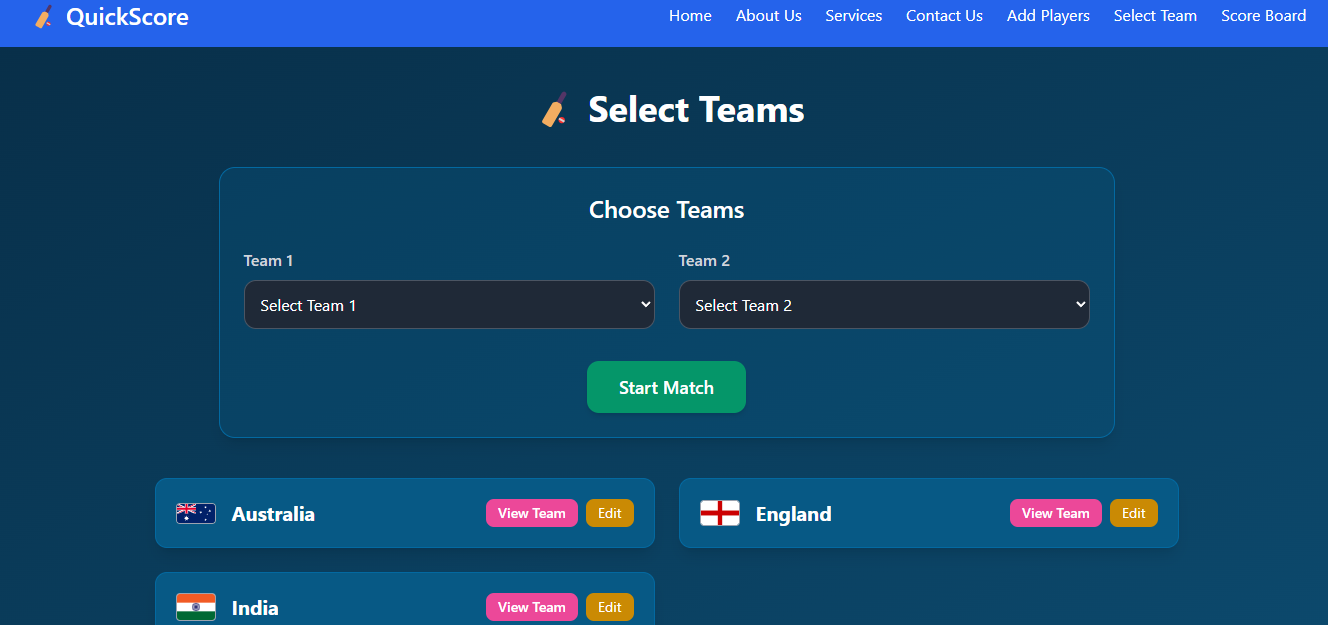 QuickScore
Home About Us Services Contact Us Add Players Select Team Score Board
Select Teams
Choose Teams
Team 1 Team 2
Select Team 1 Select Team 2
Start Match
Australia View Team Edit England View Team Edit
India View Team Edit